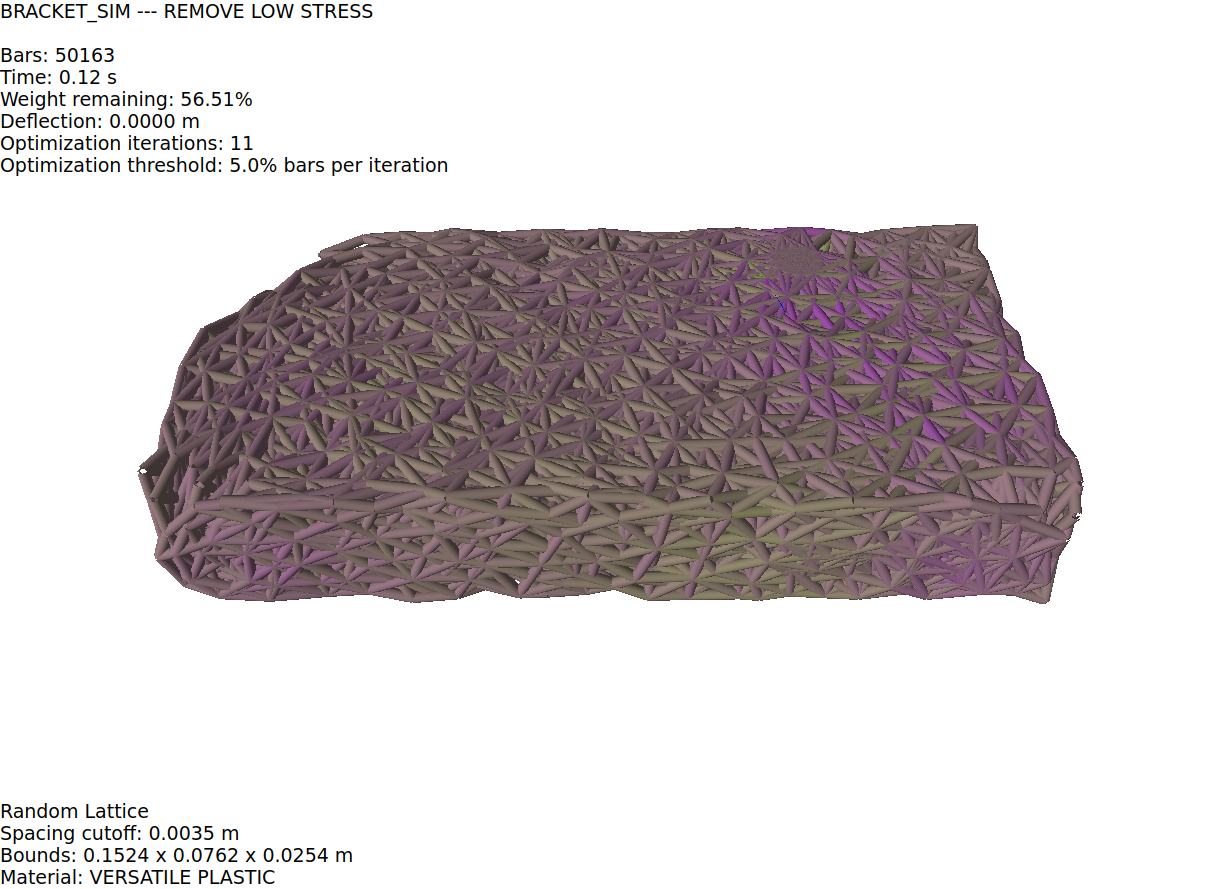 BRACKET_SIM --- REMOVE LOW STRESS
Bars: 50163
Time: 0.12 s
Weight remaining: 56.51%
Deflection: 0.0000 m
Optimization iterations: 11
Optimization threshold: 5.0% bars per iteration
Random Lattice
Spacing cutoff: 0.0035 m
Bounds: 0.1524 x 0.0762 x 0.0254 m
Material: VERSATILE PLASTIC